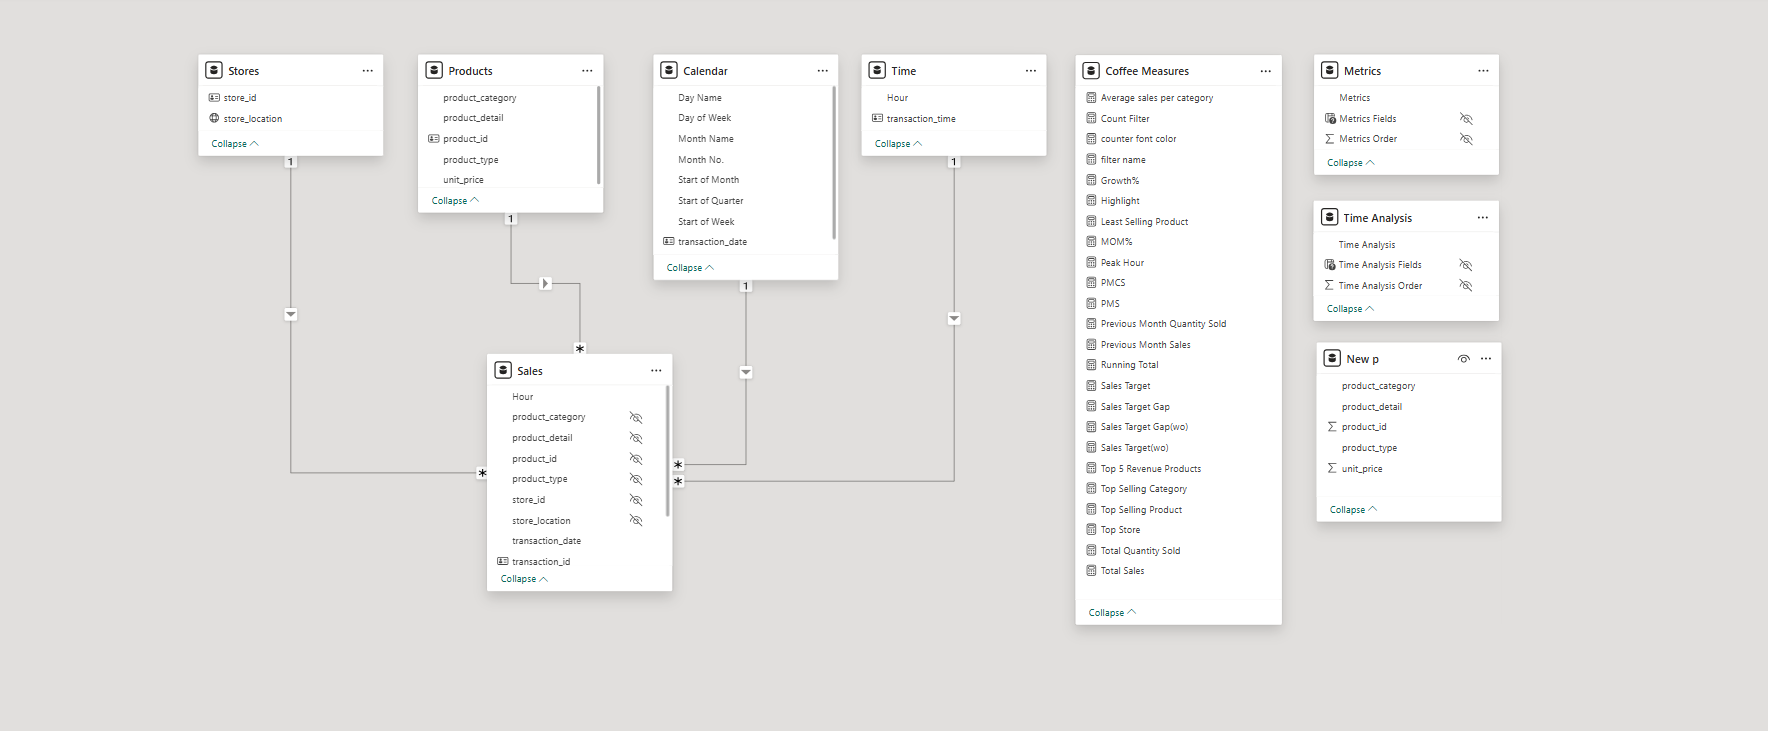 Stores
store_id
store_location
Collapse
1
Products
product_category
product_detail
product_id
product_type
unit_price
Collapse
1
Calendar
Day Name
Day of Week
Month Name
Month No.
Start of Month
Start of Quarter
Start of Week
transaction_date
Collapse
1
Time
Hour
transaction_time
Collapse
1
Sales
Hour
product_category
product_detail
product_id
product_type
store_id
store_location
transaction_date
transaction_id
Collapse
*
*
*
*
Coffee Measures
Average sales per category
Count Filter
counter font color
filter name
Growth%
Highlight
Least Selling Product
MOM%
Peak Hour
PMCS
PMS
Previous Month Quantity Sold
Previous Month Sales
Running Total
Sales Target
Sales Target Gap
Sales Target Gap(wo)
Sales Target(wo)
Top 5 Revenue Products
Top Selling Category
Top Selling Product
Top Store
Total Quantity Sold
Total Sales
Collapse
Metrics
Metrics
Metrics Fields
Metrics Order
Collapse
Time Analysis
Time Analysis
Time Analysis Fields
Time Analysis Order
Collapse
New p
product_category
product_detail
product_id
product_type
unit_price
Collapse